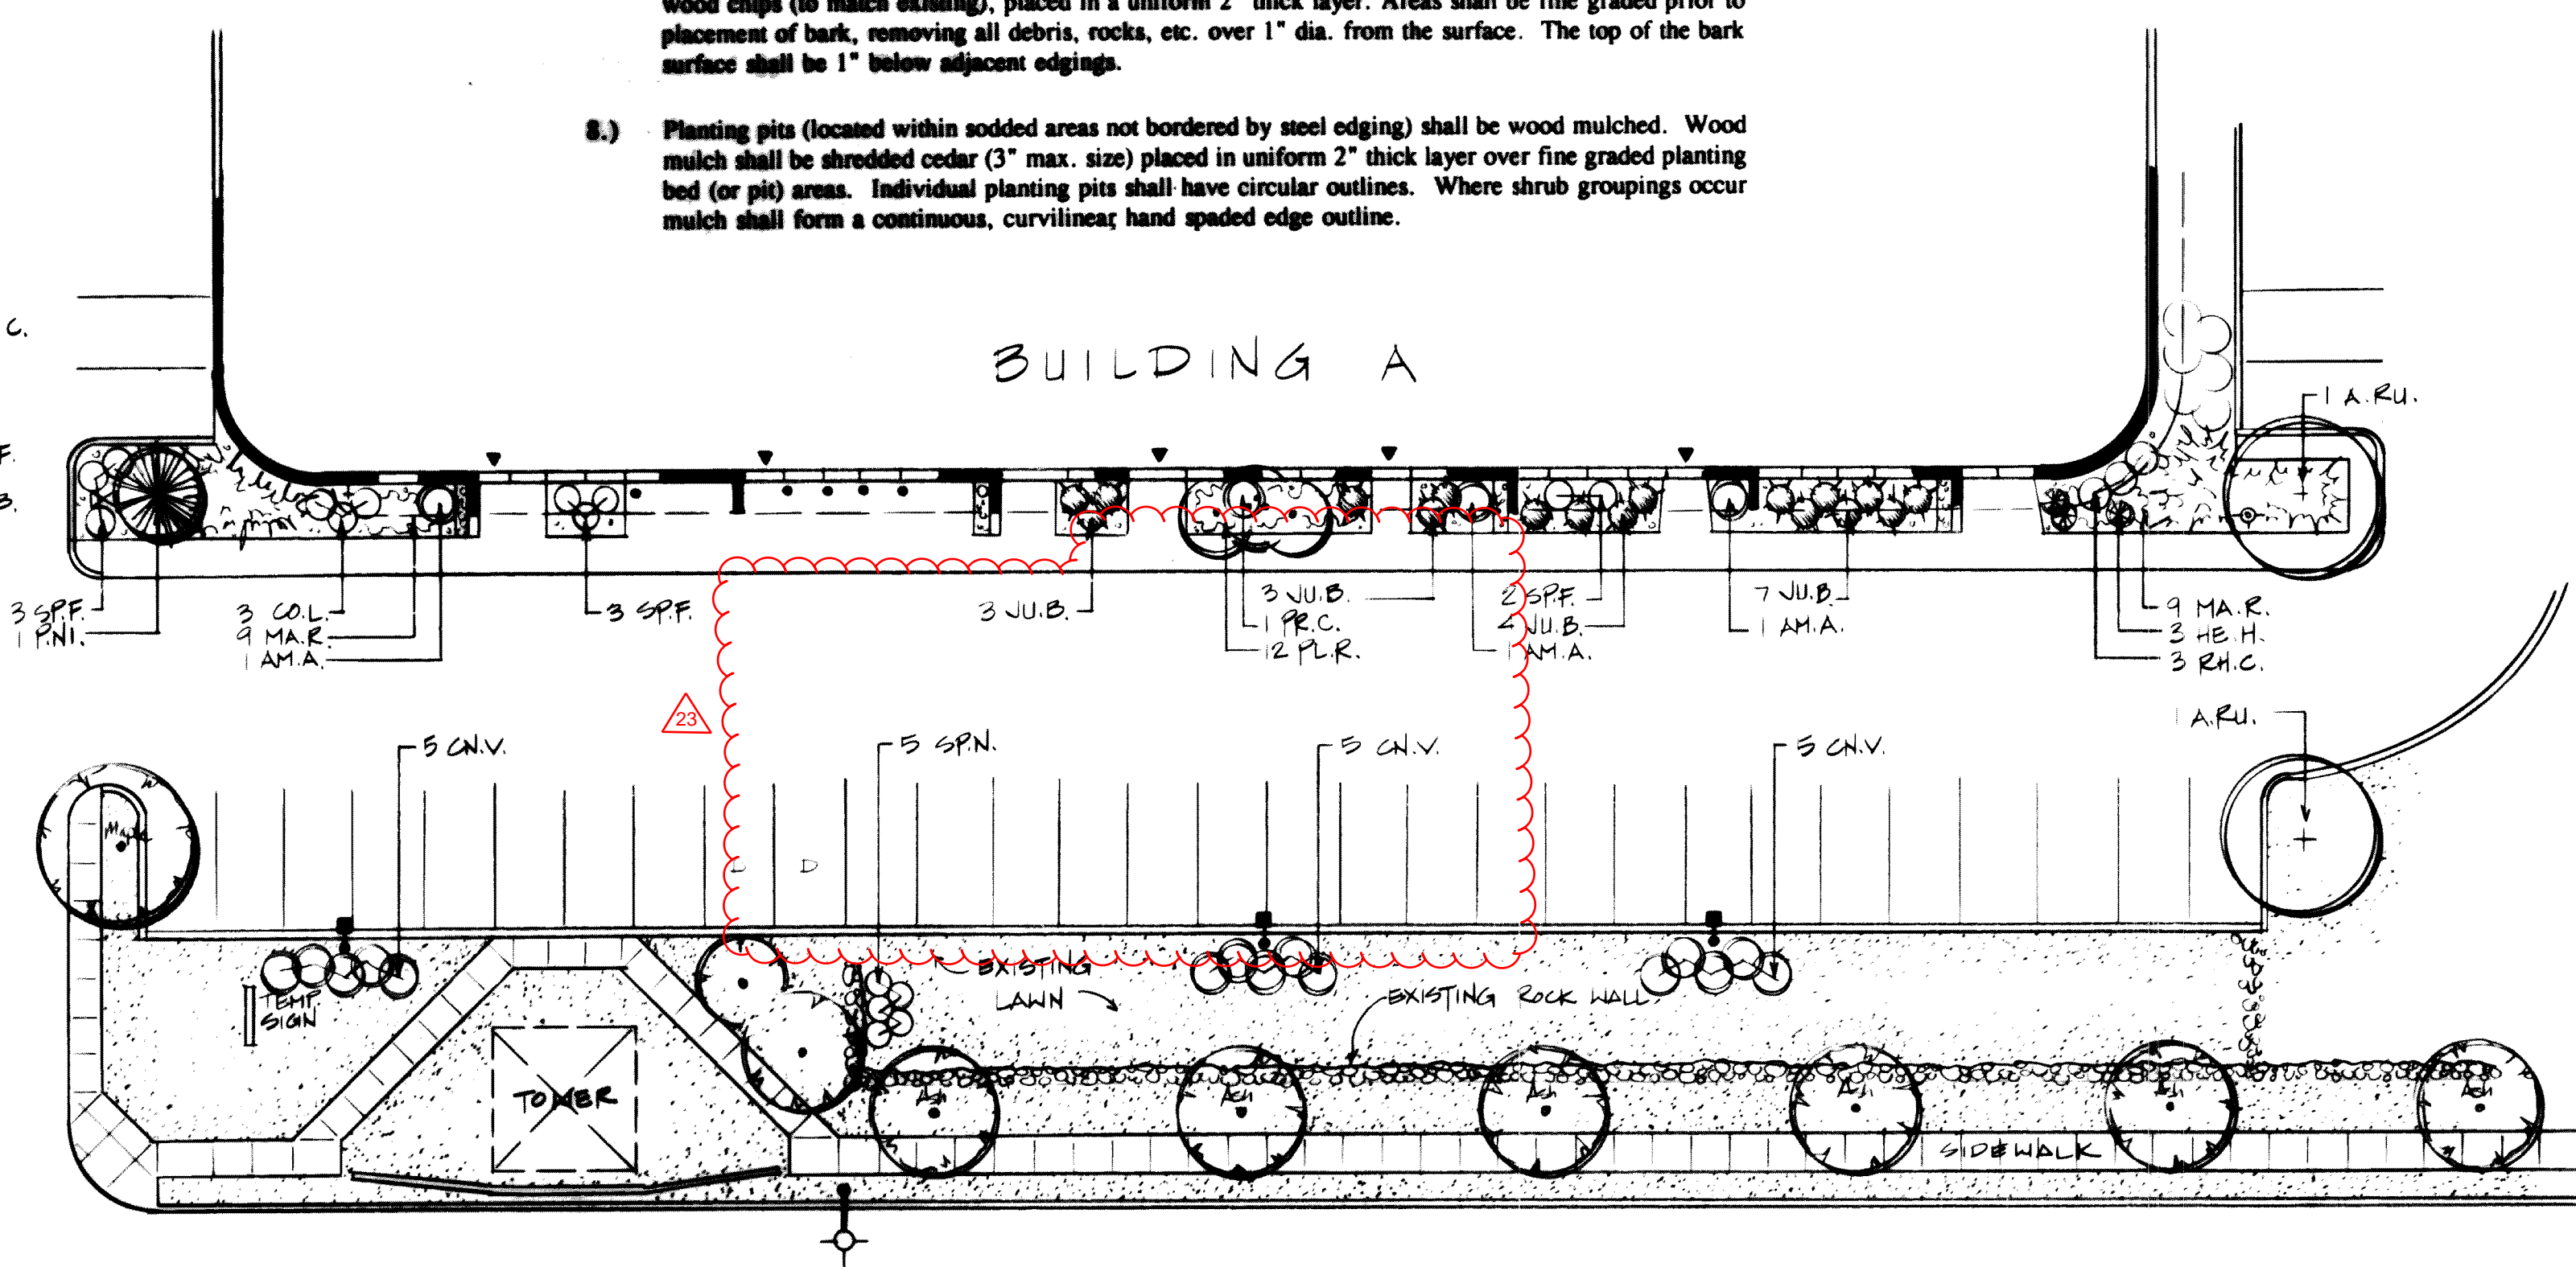 wood chips (to match existing), placed in a uniform 2" thick layer. Areas shall be fine graded prior to
placement of bark, removing all debris, rocks, etc. over 1" dia. from the surface. The top of the bark
surface shall be 1" below adjacent edgings.
8.) Planting pits (located within sodded areas not bordered by steel edging) shall be wood mulched. Wood
mulch shall be shredded cedar (3" max. size) placed in uniform 2" thick layer over fine graded planting
bed (or pit) areas. Individual planting pits shall have circular outlines. Where shrub groupings occur
mulch shall form a continuous, curvilinear, hand spaded edge outline.
C.
BUILDING A
1 A.RU.
F.
B.
3 SP.F.
1 P.NI.
3 CO.L.
9 MA.R.
1 AM.A.
3 SP.F.
3 JU.B.
3 JU.B.
1 PR.C.
12 PL.R.
2 SP.F.
4 JU.B.
1 AM.A.
7 JU.B.
1 AM.A.
9 MA.R.
3 HE.H.
3 RH.C.
23
1 A.RU.
5 CN.V.
5 SP.N.
5 CN.V.
5 CN.V.
Maple
D
EXISTING
LAWN
TEMP
SIGN
EXISTING ROCK WALL
TOWER
Ash
Ash
Ash
Ash
Ash
Ash
SIDEWALK